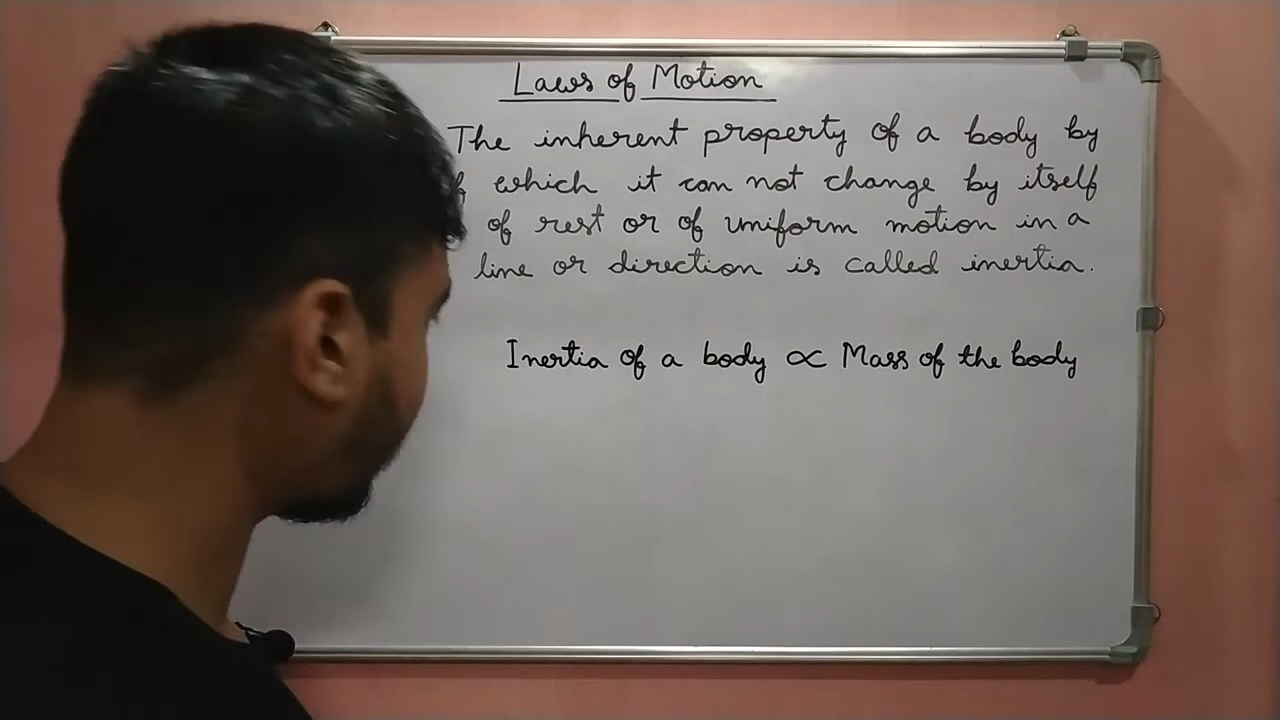 Laws of Motion
The inherent property of a body by
which it can not change by itself
of rest or of uniform motion in a
line or direction is called inertia.
Inertia of a body ∝ Mass of the body